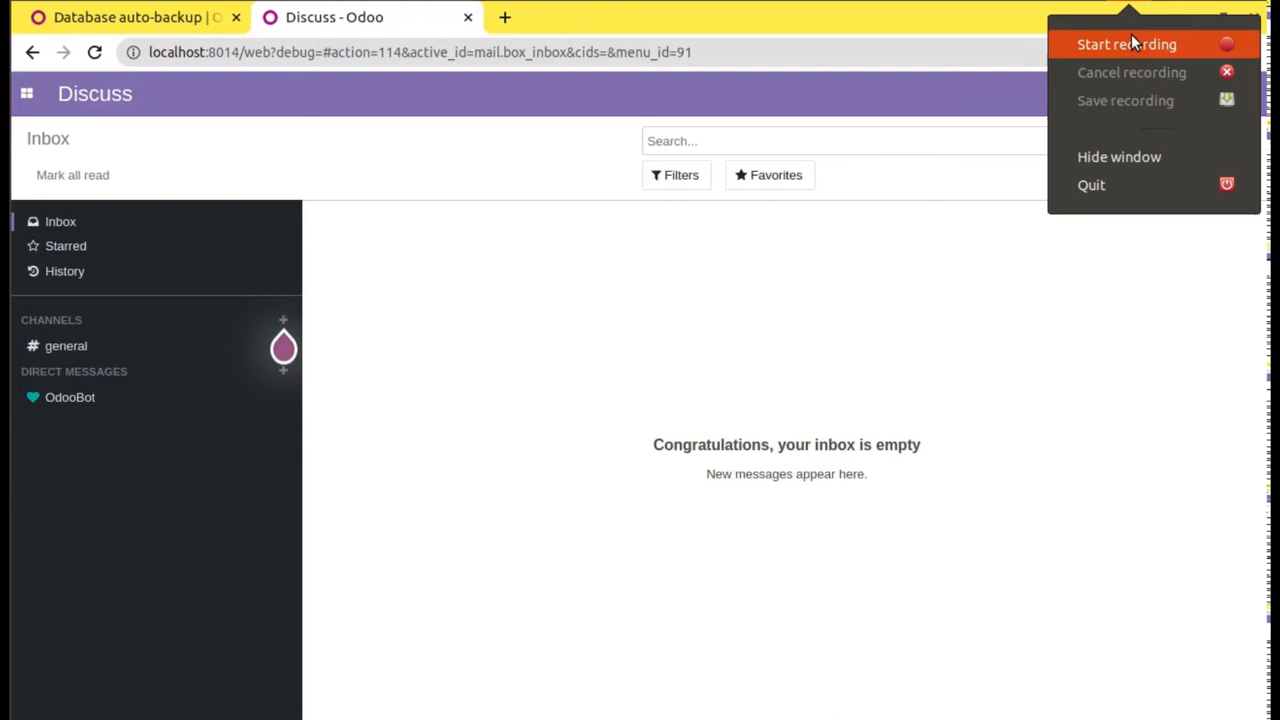 Database auto-backup | O
Discuss - Odoo
localhost:8014/web?debug=#action=114&active_id=mail.box_inbox&cids=&menu_id=91
Discuss
Inbox
Search...
Mark all read
Filters
Favorites
Start recording
Cancel recording
Save recording
Hide window
Quit
Inbox
Starred
History
CHANNELS
# general
DIRECT MESSAGES
OdooBot
Congratulations, your inbox is empty
New messages appear here.